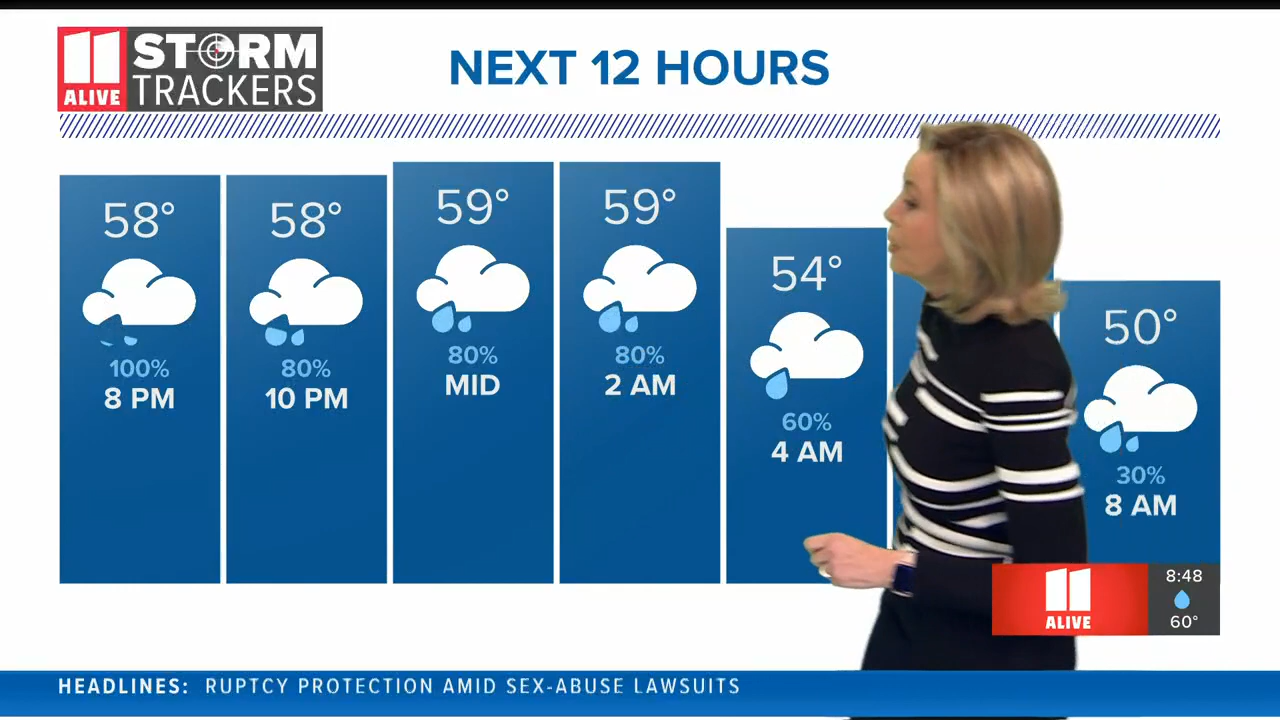 11 ALIVE
STORM
TRACKERS
NEXT 12 HOURS
58°
100%
8 PM
58°
80%
10 PM
59°
80%
MID
59°
80%
2 AM
54°
60%
4 AM
50°
30%
8 AM
11 ALIVE
8:48
60°
HEADLINES: RUPTCY PROTECTION AMID SEX-ABUSE LAWSUITS